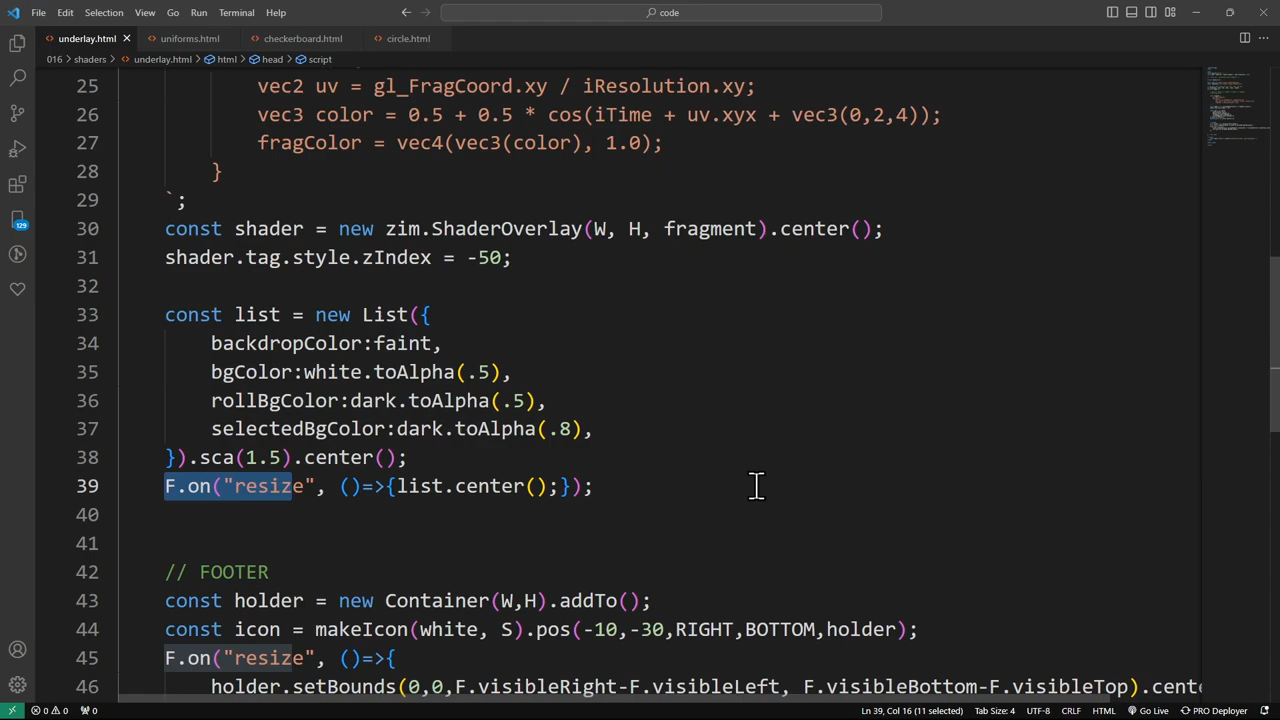 File Edit Selection View Go Run Terminal Help code
underlay.html uniforms.html checkerboard.html circle.html
016 > shaders > underlay.html > html > head > script
25 vec2 uv = gl_FragCoord.xy / iResolution.xy;
26 vec3 color = 0.5 + 0.5 * cos(iTime + uv.xyx + vec3(0,2,4));
27 fragColor = vec4(vec3(color), 1.0);
28 }
29 `;
30 const shader = new zim.ShaderOverlay(W, H, fragment).center();
31 shader.tag.style.zIndex = -50;
32
33 const list = new List({
34 backdropColor:faint,
35 bgColor:white.toAlpha(.5),
36 rollBgColor:dark.toAlpha(.5),
37 selectedBgColor:dark.toAlpha(.8),
38 }).sca(1.5).center();
39 F.on("resize", ()=>{list.center();});
40
41
42 // FOOTER
43 const holder = new Container(W,H).addTo();
44 const icon = makeIcon(white, S).pos(-10,-30,RIGHT,BOTTOM,holder);
45 F.on("resize", ()=>{
46 holder.setBounds(0,0,F.visibleRight-F.visibleLeft, F.visibleBottom-F.visibleTop).cente
129
0 0 0 Ln 39, Col 16 (11 selected) Tab Size: 4 UTF-8 CRLF HTML Go Live PRO Deployer